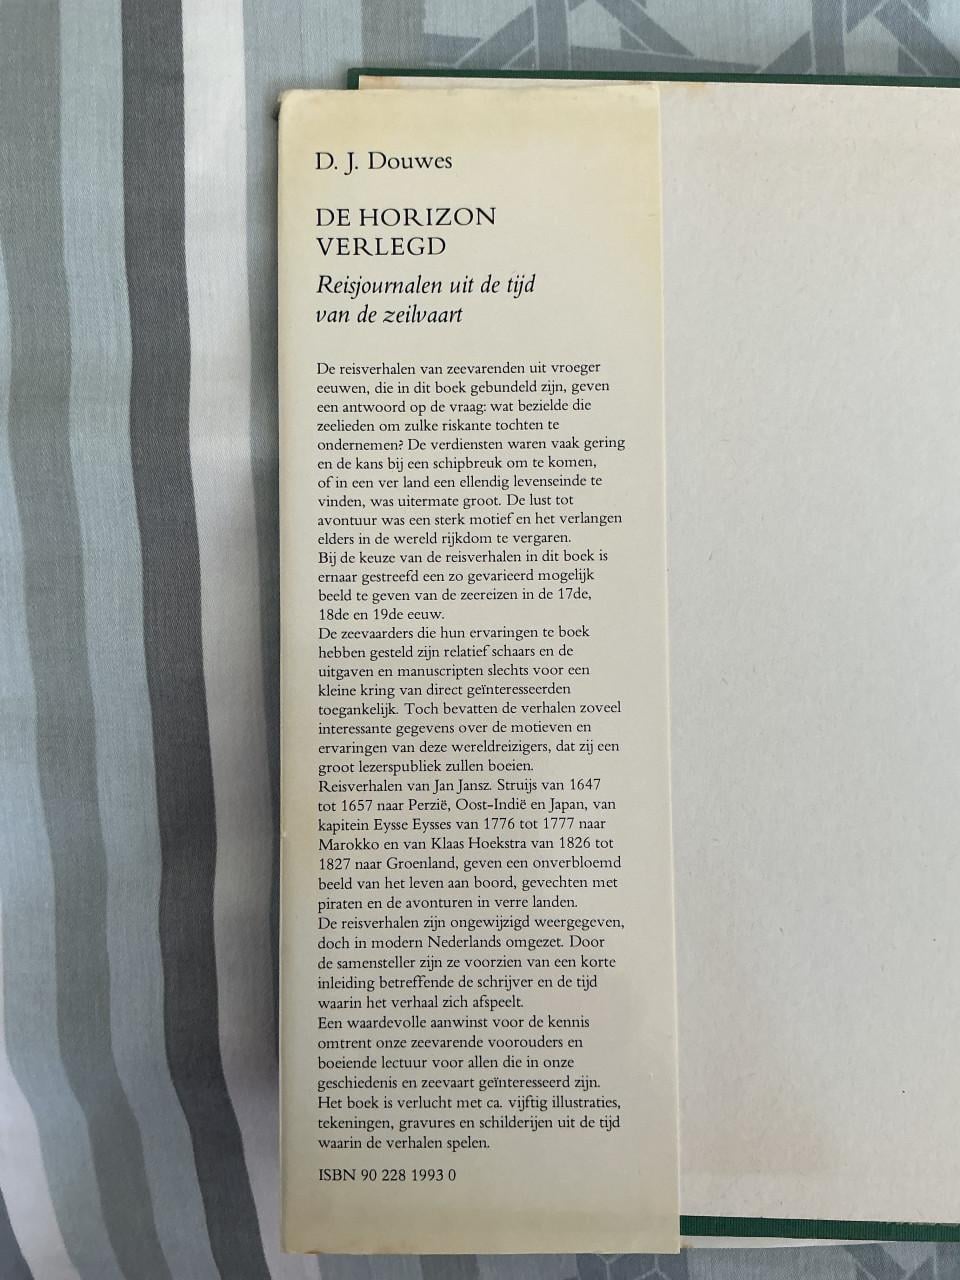 D. J. Douwes
DE HORIZON
VERLEGD
Reisjournalen uit de tijd
van de zeilvaart
De reisverhalen van zeevarenden uit vroeger
eeuwen, die in dit boek gebundeld zijn, geven
een antwoord op de vraag: wat bezielde die
zeelieden om zulke riskante tochten te
ondernemen? De verdiensten waren vaak gering
en de kans bij een schipbreuk om te komen,
of in een ver land een ellendig levenseinde te
vinden, was uitermate groot. De lust tot
avontuur was een sterk motief en het verlangen
elders in de wereld rijkdom te vergaren.
Bij de keuze van de reisverhalen in dit boek is
ernaar gestreefd een zo gevarieerd mogelijk
beeld te geven van de zeereizen in de 17de,
18de en 19de eeuw.
De zeevaarders die hun ervaringen te boek
hebben gesteld zijn relatief schaars en de
uitgaven en manuscripten slechts voor een
kleine kring van direct geïnteresseerden
toegankelijk. Toch bevatten de verhalen zoveel
interessante gegevens over de motieven en
ervaringen van deze wereldreizigers, dat zij een
groot lezerspubliek zullen boeien.
Reisverhalen van Jan Jansz. Struijs van 1647
tot 1657 naar Perzië, Oost-Indië en Japan, van
kapitein Eysse Eysses van 1776 tot 1777 naar
Marokko en van Klaas Hoekstra van 1826 tot
1827 naar Groenland, geven een onverbloemd
beeld van het leven aan boord, gevechten met
piraten en de avonturen in verre landen.
De reisverhalen zijn ongewijzigd weergegeven,
doch in modern Nederlands omgezet. Door
de samensteller zijn ze voorzien van een korte
inleiding betreffende de schrijver en de tijd
waarin het verhaal zich afspeelt.
Een waardevolle aanwinst voor de kennis
omtrent onze zeevarende voorouders en
boeiende lectuur voor allen die in onze
geschiedenis en zeevaart geïnteresseerd zijn.
Het boek is verlucht met ca. vijftig illustraties,
tekeningen, gravures en schilderijen uit de tijd
waarin de verhalen spelen.
ISBN 90 228 1993 0